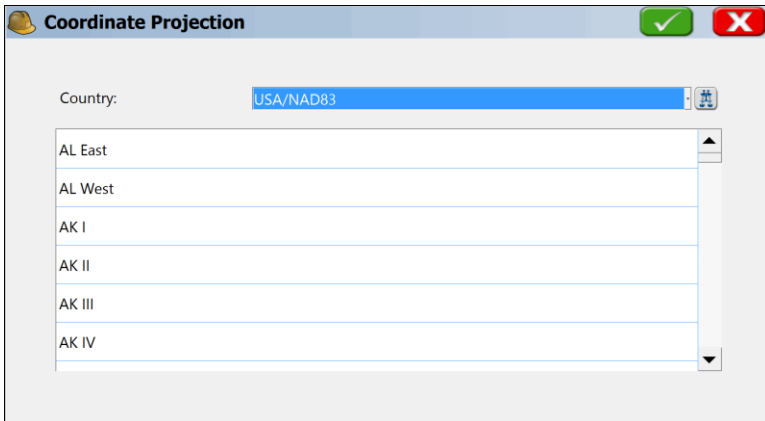 Coordinate Projection
Country: USA/NAD83
AL East
AL West
AK I
AK II
AK III
AK IV